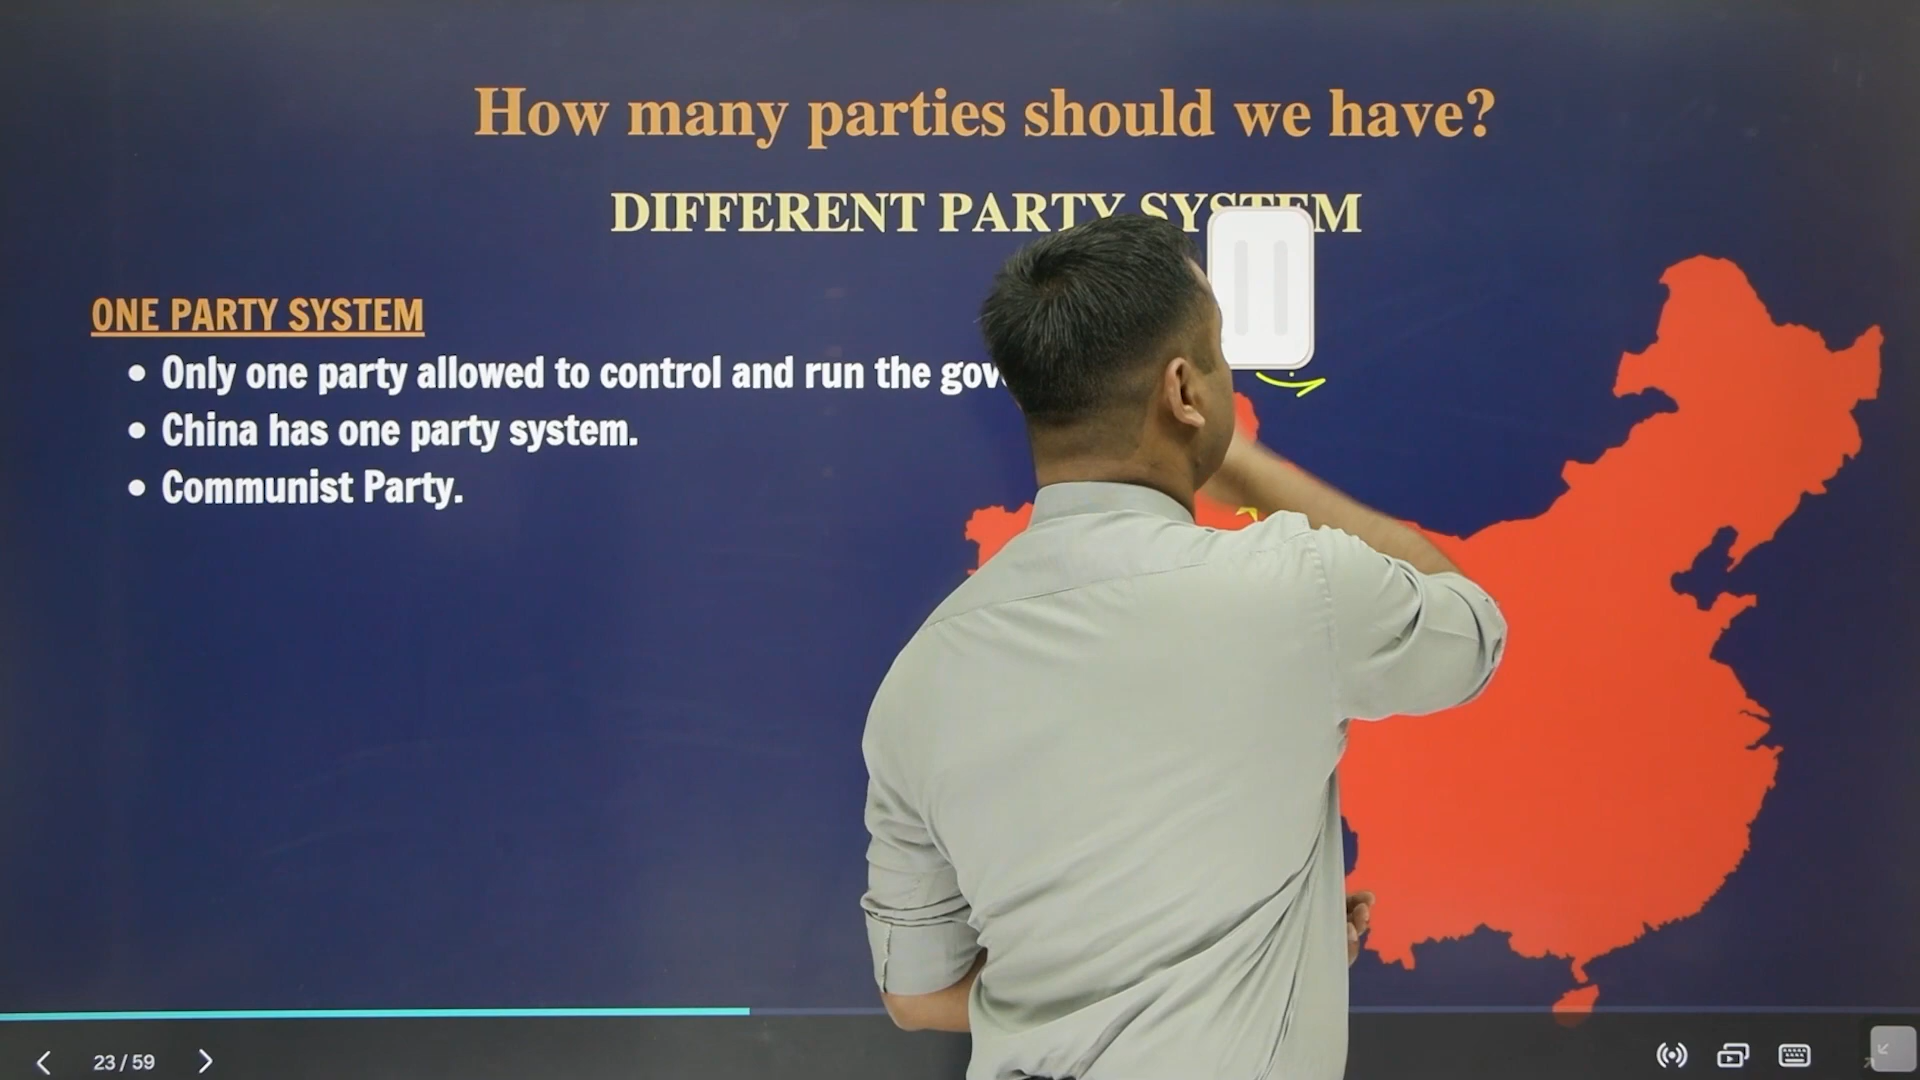 How many parties should we have?
DIFFERENT PARTY SYSTEM
ONE PARTY SYSTEM
• Only one party allowed to control and run the
• China has one party system.
• Communist Party.
23 / 59